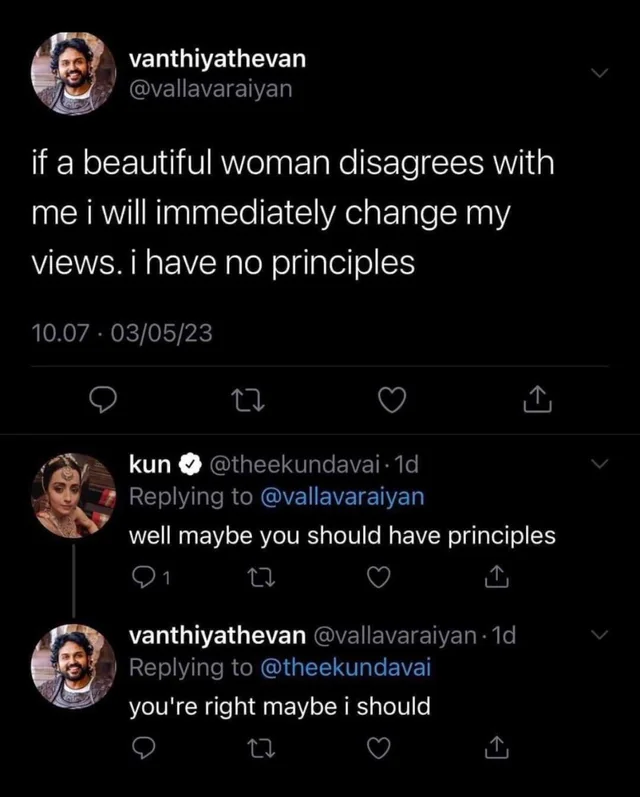 vanthiyathevan
@vallavaraiyan
if a beautiful woman disagrees with
me i will immediately change my
views. i have no principles
10.07 · 03/05/23
kun @theekundavai · 1d
Replying to @vallavaraiyan
well maybe you should have principles
1
vanthiyathevan @vallavaraiyan · 1d
Replying to @theekundavai
you're right maybe i should